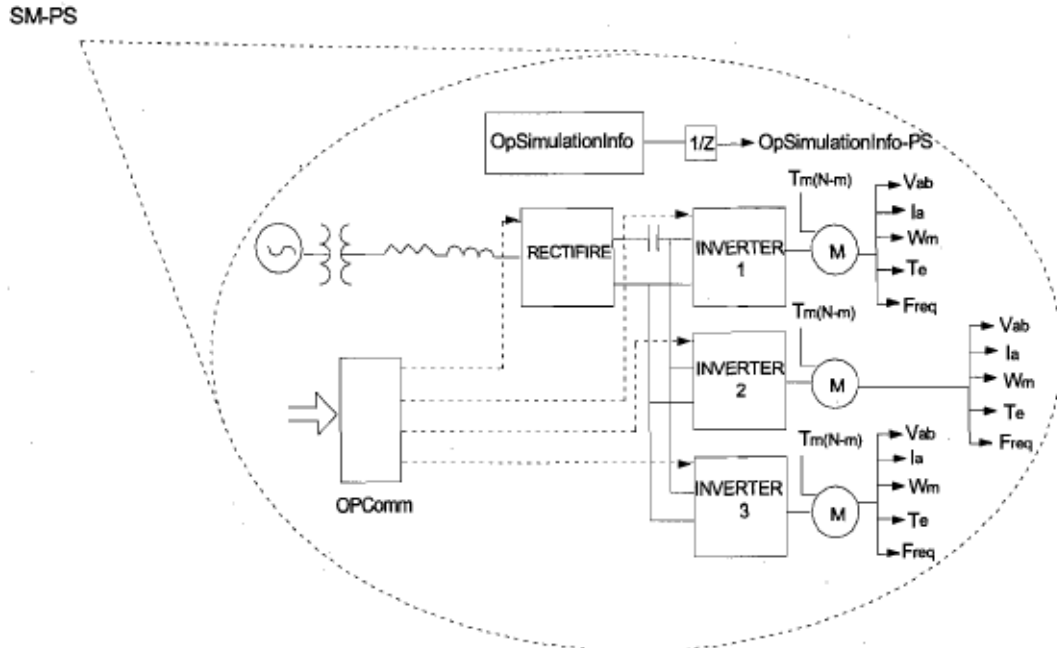 SM-PS
OpSimulationInfo
1/Z
OpSimulationInfo-PS
Tm(N-m)
Vab
Ia
Wm
Te
Freq
RECTIFIRE
INVERTER
1
M
Tm(N-m)
Vab
Ia
Wm
Te
Freq
INVERTER
2
M
OPComm
Tm(N-m)
Vab
Ia
Wm
Te
Freq
INVERTER
3
M